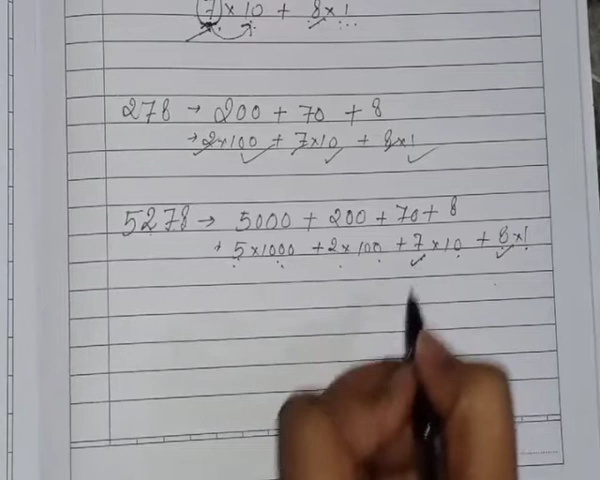 7 × 10 + 8 × 1
278 → 200 + 70 + 8
→ 2×100 + 7×10 + 8×1
5278 → 5000 + 200 + 70 + 8
→ 5×1000 + 2×100 + 7×10 + 8×1